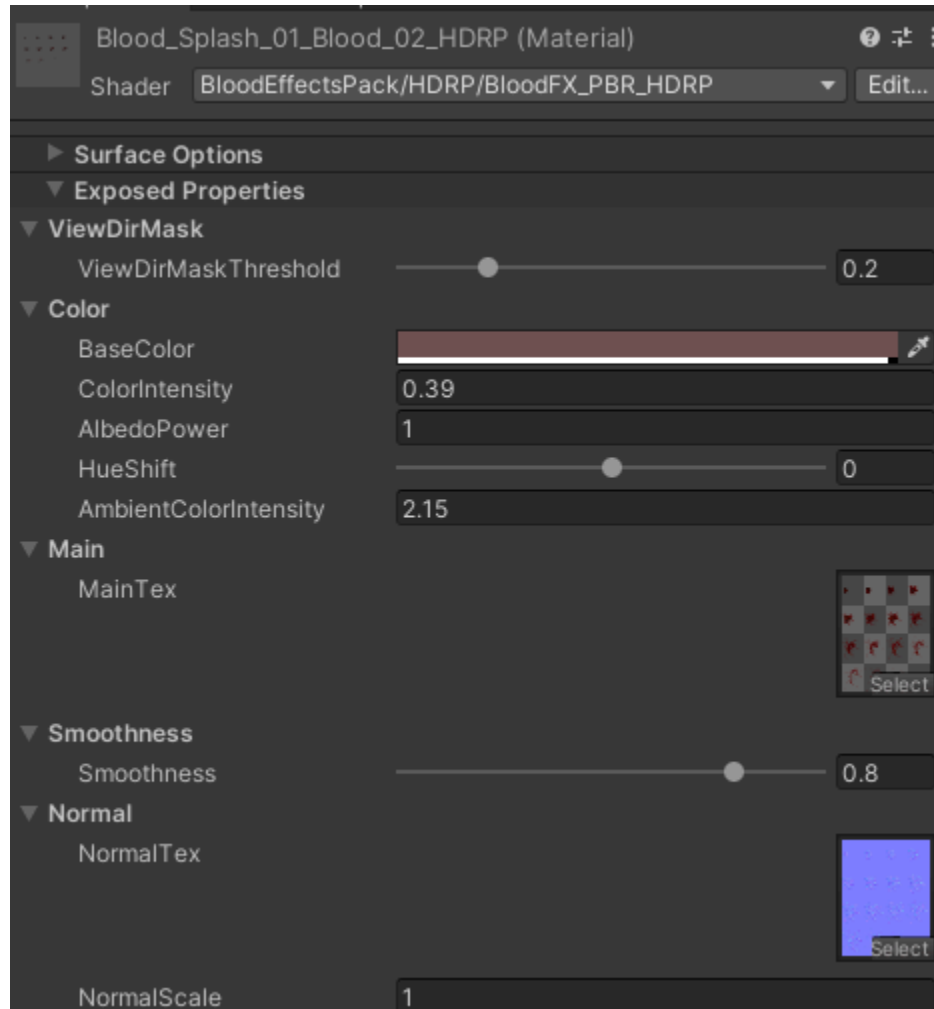 Blood_Splash_01_Blood_02_HDRP (Material)
Shader BloodEffectsPack/HDRP/BloodFX_PBR_HDRP Edit...
Surface Options
Exposed Properties
ViewDirMask
ViewDirMaskThreshold 0.2
Color
BaseColor
ColorIntensity 0.39
AlbedoPower 1
HueShift 0
AmbientColorIntensity 2.15
Main
MainTex
Select
Smoothness
Smoothness 0.8
Normal
NormalTex
Select
NormalScale 1